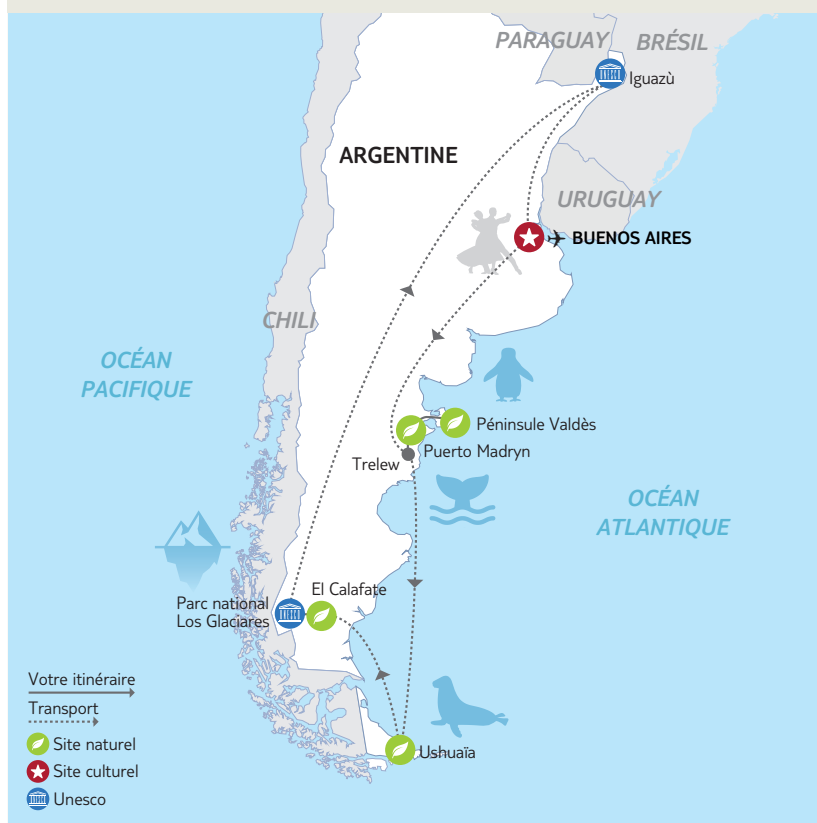 PARAGUAY
BRÉSIL
UNESCO
Iguazù
ARGENTINE
URUGUAY
BUENOS AIRES
CHILI
OCÉAN
PACIFIQUE
Péninsule Valdès
Puerto Madryn
Trelew
OCÉAN
ATLANTIQUE
El Calafate
Parc national
Los Glaciares
Votre itinéraire
Transport
Site naturel
Site culturel
Unesco
Ushuaïa